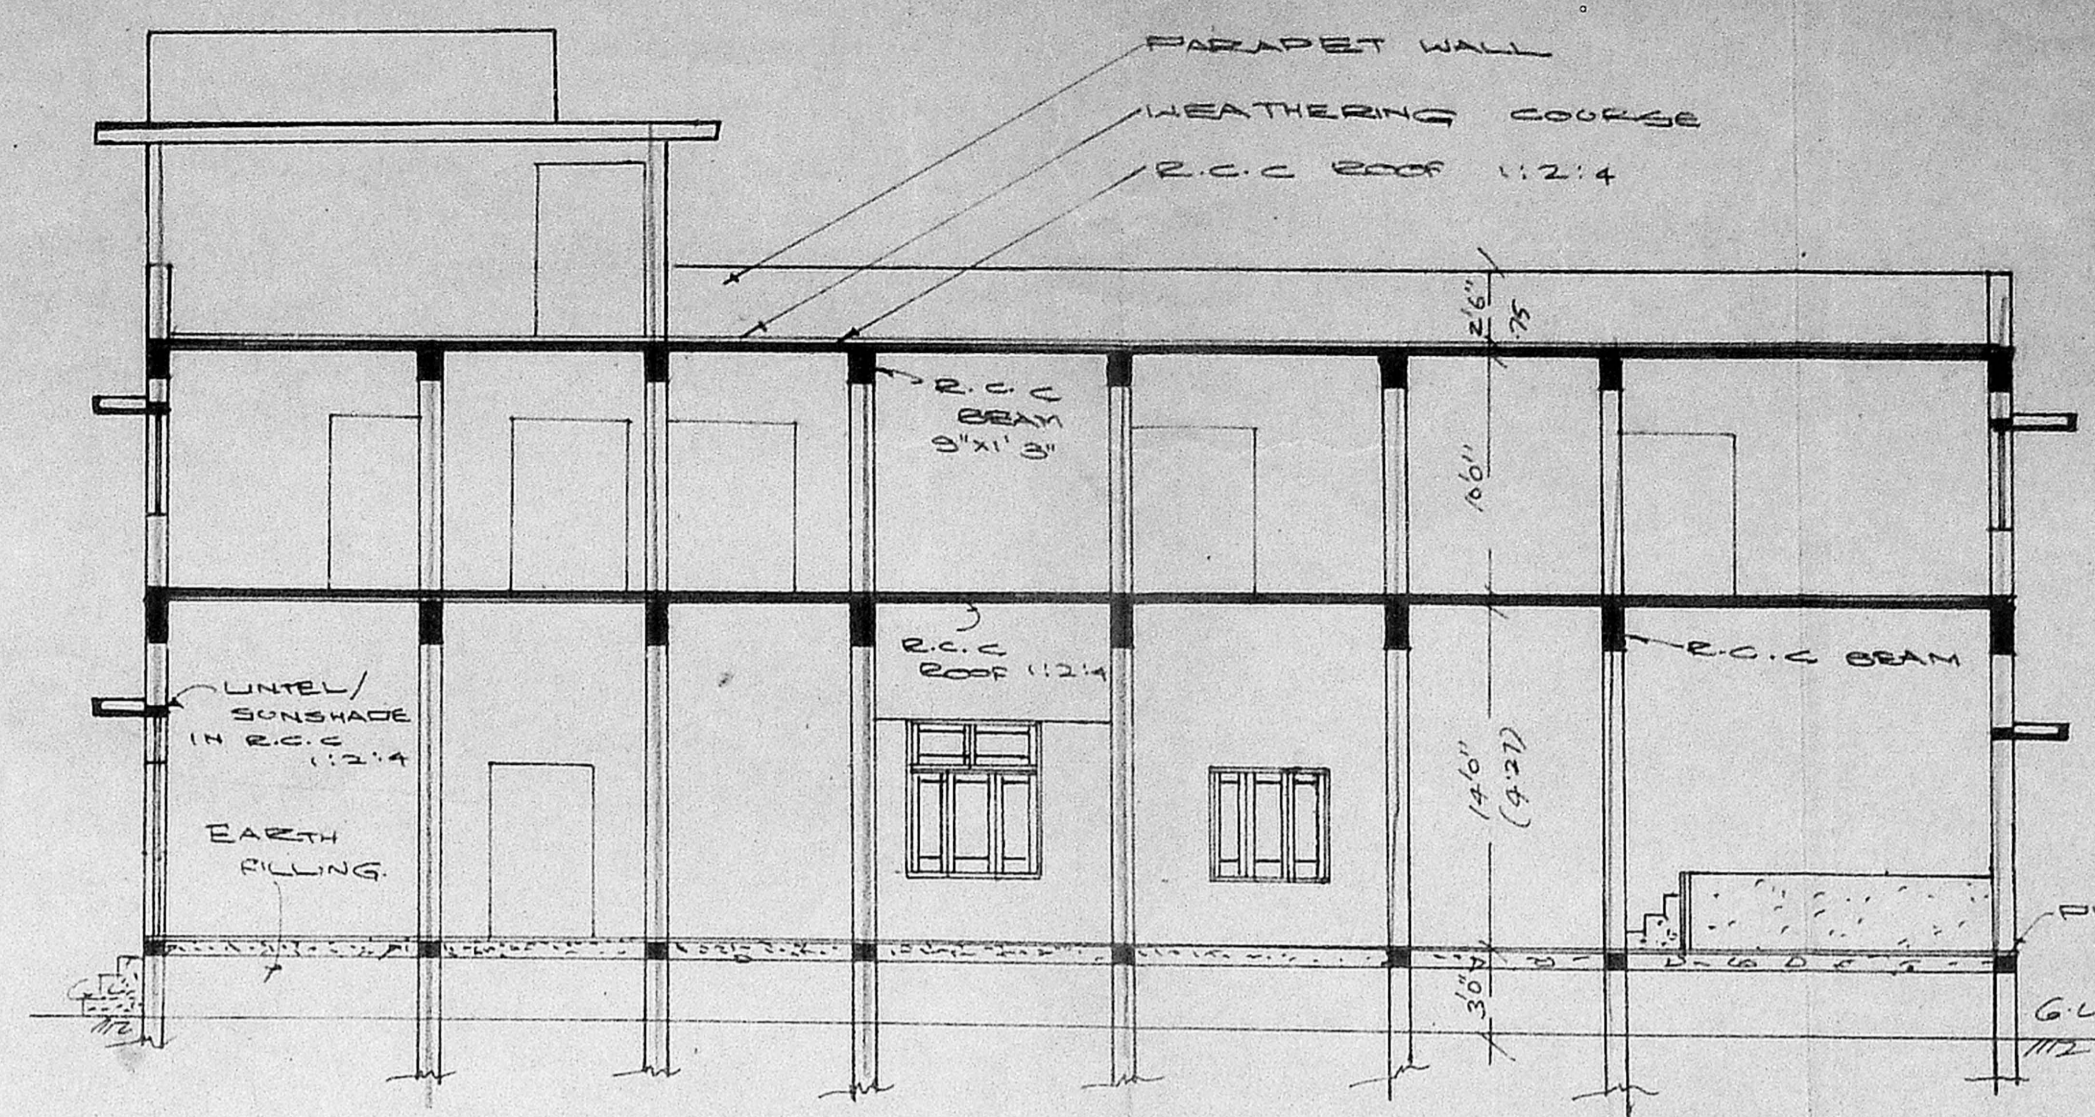 PARAPET WALL
WEATHERING COURSE
R.C.C ROOF 1:2:4
2'6"
.75
R.C.C
BEAM
9"x1'3"
10'0"
R.C.C
ROOF 1:2:4
R.C.C BEAM
LINTEL/
SUNSHADE
IN R.C.C
1:2:4
14'0"
(4.27)
EARTH
FILLING.
3'0"
G.L